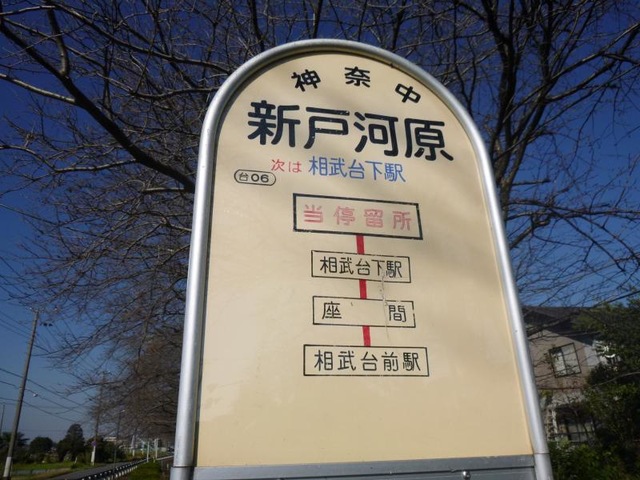 神奈中
新戸河原
次は 相武台下駅
台06
当停留所
相武台下駅
座間
相武台前駅